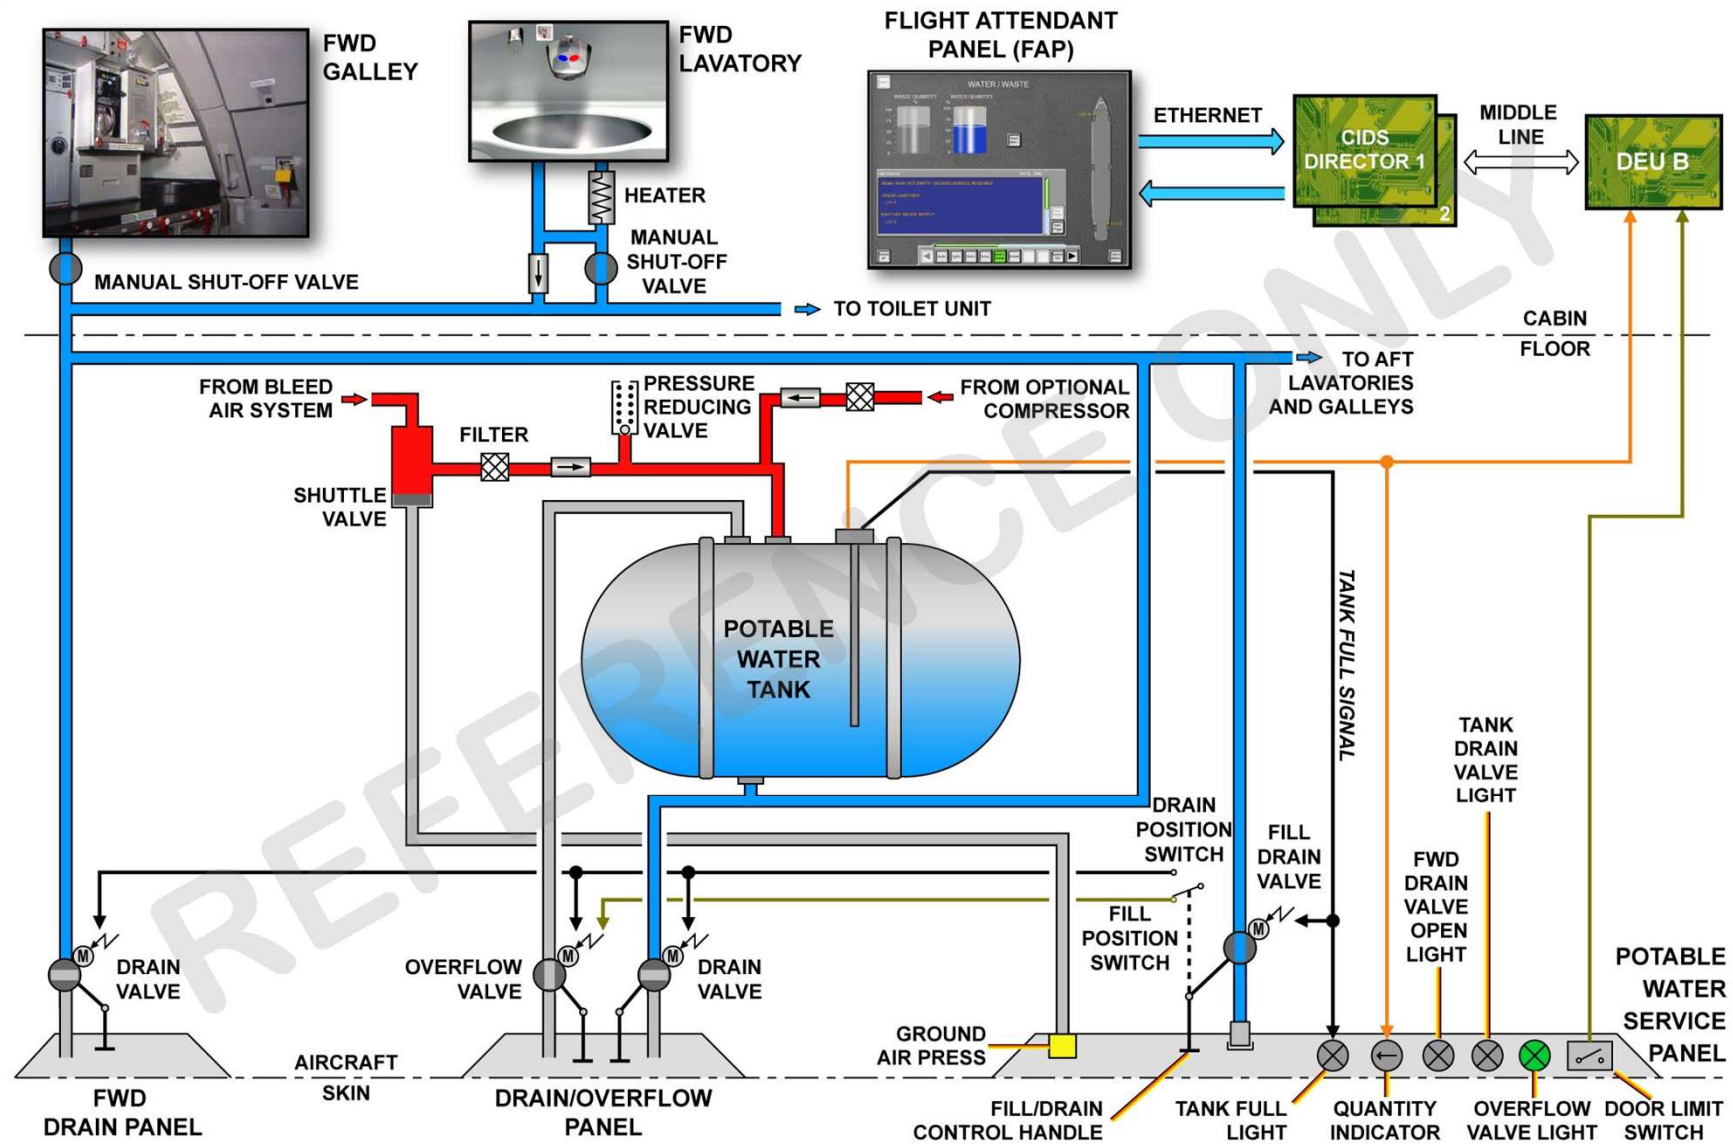 FWD
GALLEY
FWD
LAVATORY
FLIGHT ATTENDANT
PANEL (FAP)
WATER / WASTE
WASTE QUANTITY
WATER QUANTITY
ETHERNET
CIDS
DIRECTOR 1
2
MIDDLE
LINE
DEU B
HEATER
MANUAL
SHUT-OFF
VALVE
MANUAL SHUT-OFF VALVE
TO TOILET UNIT
CABIN
FLOOR
TO AFT
LAVATORIES
AND GALLEYS
FROM BLEED
AIR SYSTEM
FILTER
PRESSURE
REDUCING
VALVE
FROM OPTIONAL
COMPRESSOR
SHUTTLE
VALVE
POTABLE
WATER
TANK
TANK FULL SIGNAL
REFERENCE ONLY
TANK
DRAIN
VALVE
LIGHT
DRAIN
POSITION
SWITCH
FILL
DRAIN
VALVE
FWD
DRAIN
VALVE
OPEN
LIGHT
FILL
POSITION
SWITCH
M
DRAIN
VALVE
OVERFLOW
VALVE
M
M
DRAIN
VALVE
M
POTABLE
WATER
SERVICE
PANEL
GROUND
AIR PRESS
AIRCRAFT
SKIN
FWD
DRAIN PANEL
DRAIN/OVERFLOW
PANEL
FILL/DRAIN
CONTROL HANDLE
TANK FULL
LIGHT
QUANTITY
INDICATOR
OVERFLOW
VALVE LIGHT
DOOR LIMIT
SWITCH